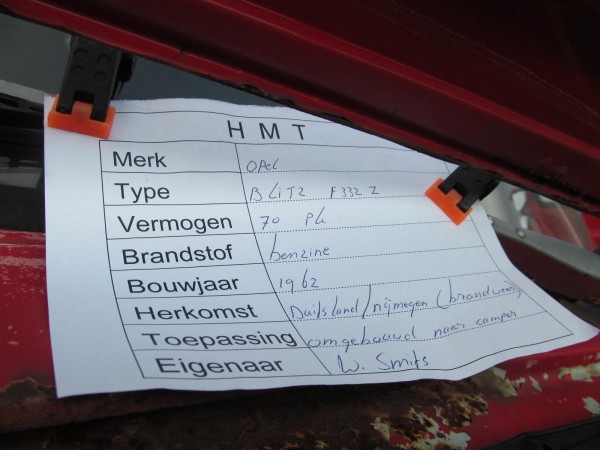 HMT
Merk OPEL
Type BLITZ F332 Z
Vermogen 70 pk
Brandstof benzine
Bouwjaar 1962
Herkomst Duitsland/nijmegen (brandweer)
Toepassing omgebouwd naar camper
Eigenaar W. Smits